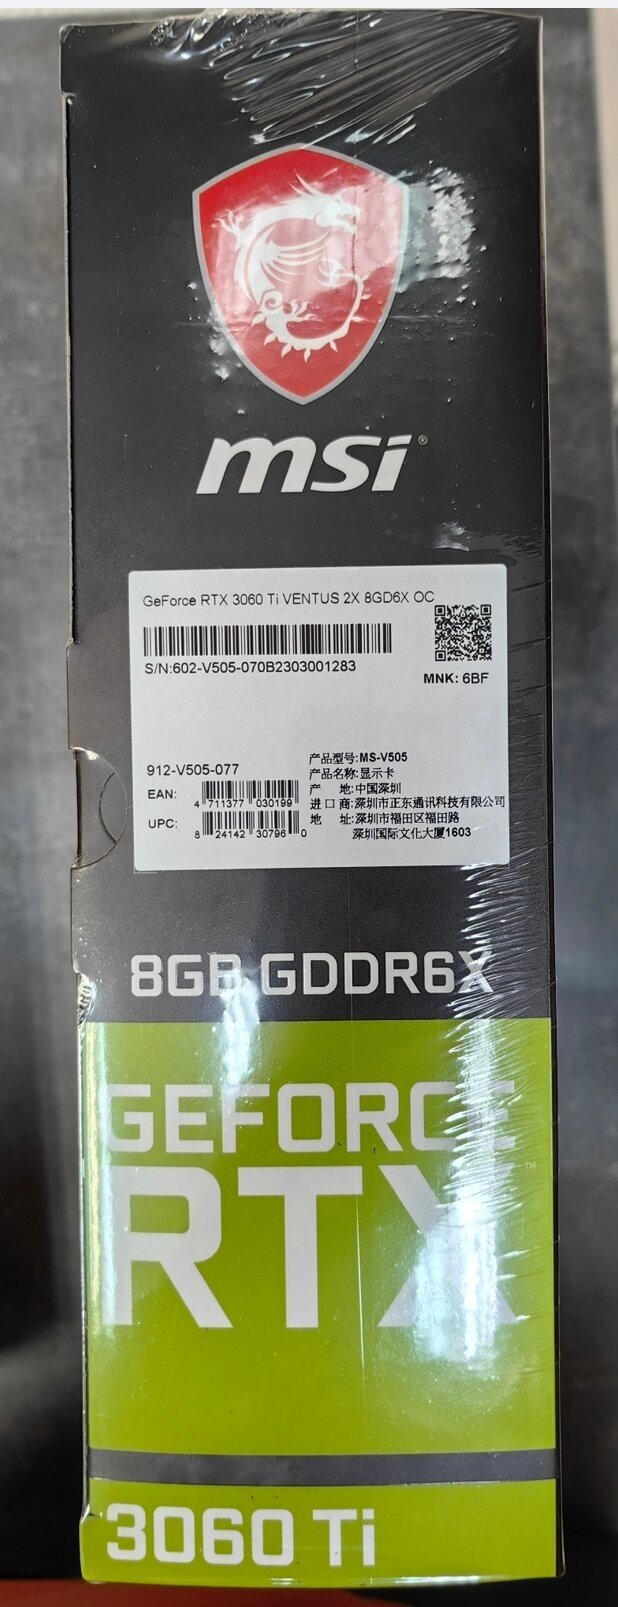 msi®
GeForce RTX 3060 Ti VENTUS 2X 8GD6X OC
S/N:602-V505-070B2303001283
MNK: 6BF
912-V505-077
EAN:
4 711377 030199
UPC:
8 24142 30796 0
产品型号:MS-V505
产品名称:显示卡
产 地:中国深圳
进口商:深圳市正东通讯科技有限公司
地 址:深圳市福田区福田路
深圳国际文化大厦1603
8GB GDDR6X
GEFORCE
RTX™
3060 Ti